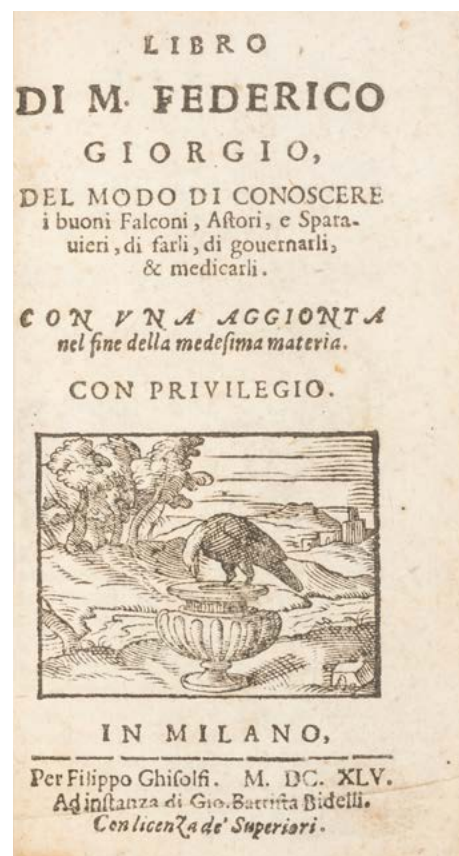 LIBRO
DI M. FEDERICO
GIORGIO,
DEL MODO DI CONOSCERE
i buoni Falconi, Aſtori, e Spara-
uieri, di farli, di gouernarli,
& medicarli.
CON VNA AGGIONTA
nel fine della medeſima materia.
CON PRIVILEGIO.
IN MILANO,
Per Filippo Ghiſolfi. M. DC. XLV.
Ad inſtanza di Gio. Battiſta Bidelli.
Con licenza de' Superiori.